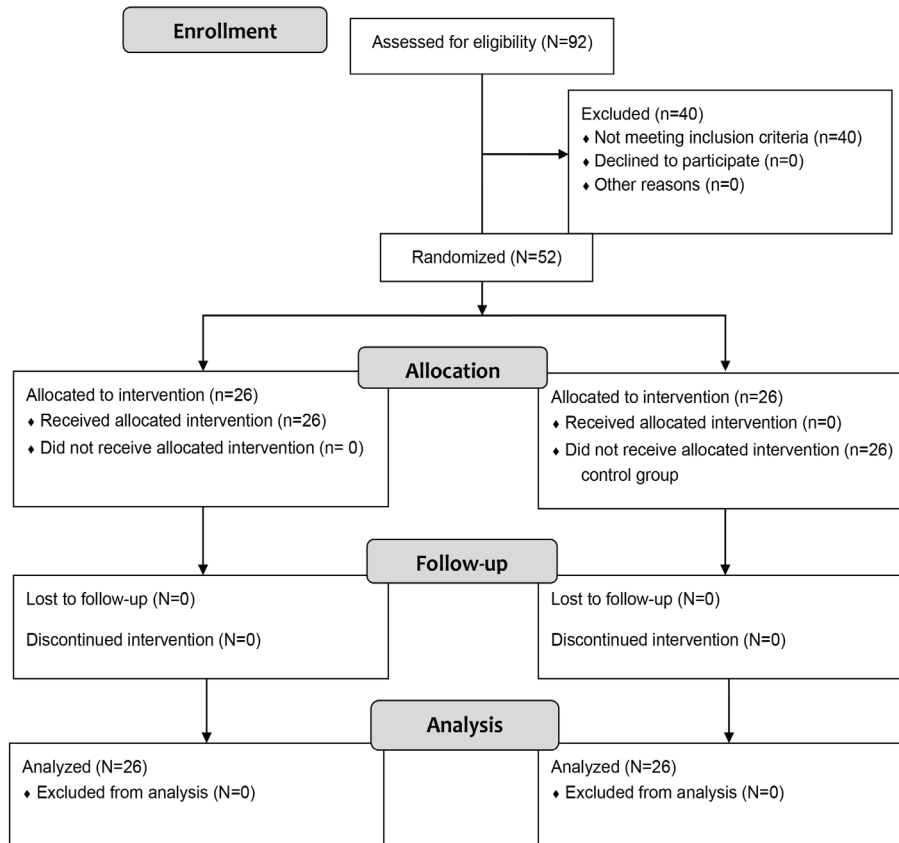 Enrollment
Assessed for eligibility (N=92)
Excluded (n=40)
♦ Not meeting inclusion criteria (n=40)
♦ Declined to participate (n=0)
♦ Other reasons (n=0)
Randomized (N=52)
Allocation
Allocated to intervention (n=26)
♦ Received allocated intervention (n=26)
♦ Did not receive allocated intervention (n= 0)
Allocated to intervention (n=26)
♦ Received allocated intervention (n=0)
♦ Did not receive allocated intervention (n=26)
control group
Follow-up
Lost to follow-up (N=0)
Discontinued intervention (N=0)
Lost to follow-up (N=0)
Discontinued intervention (N=0)
Analysis
Analyzed (N=26)
♦ Excluded from analysis (N=0)
Analyzed (N=26)
♦ Excluded from analysis (N=0)